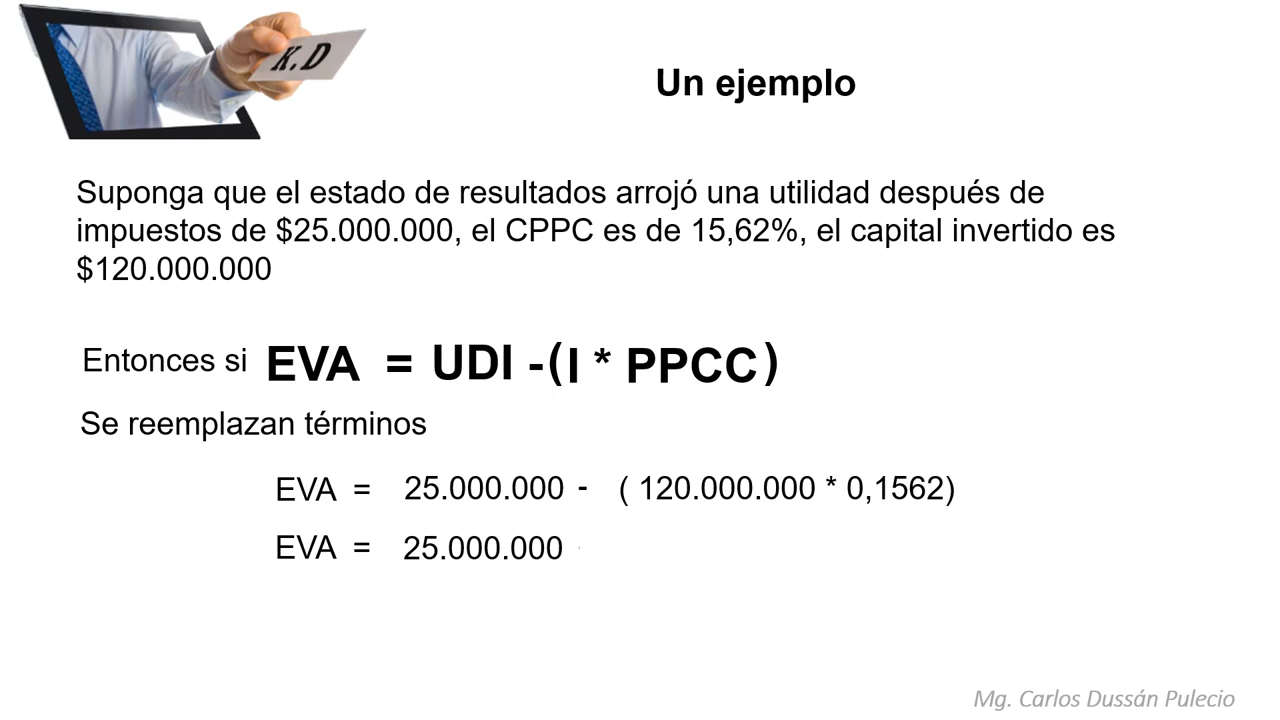 K.D
Un ejemplo
Suponga que el estado de resultados arrojó una utilidad después de
impuestos de $25.000.000, el CPPC es de 15,62%, el capital invertido es
$120.000.000
Entonces si EVA = UDI -(I * PPCC)
Se reemplazan términos
EVA = 25.000.000 - ( 120.000.000 * 0,1562)
EVA = 25.000.000
Mg. Carlos Dussán Pulecio